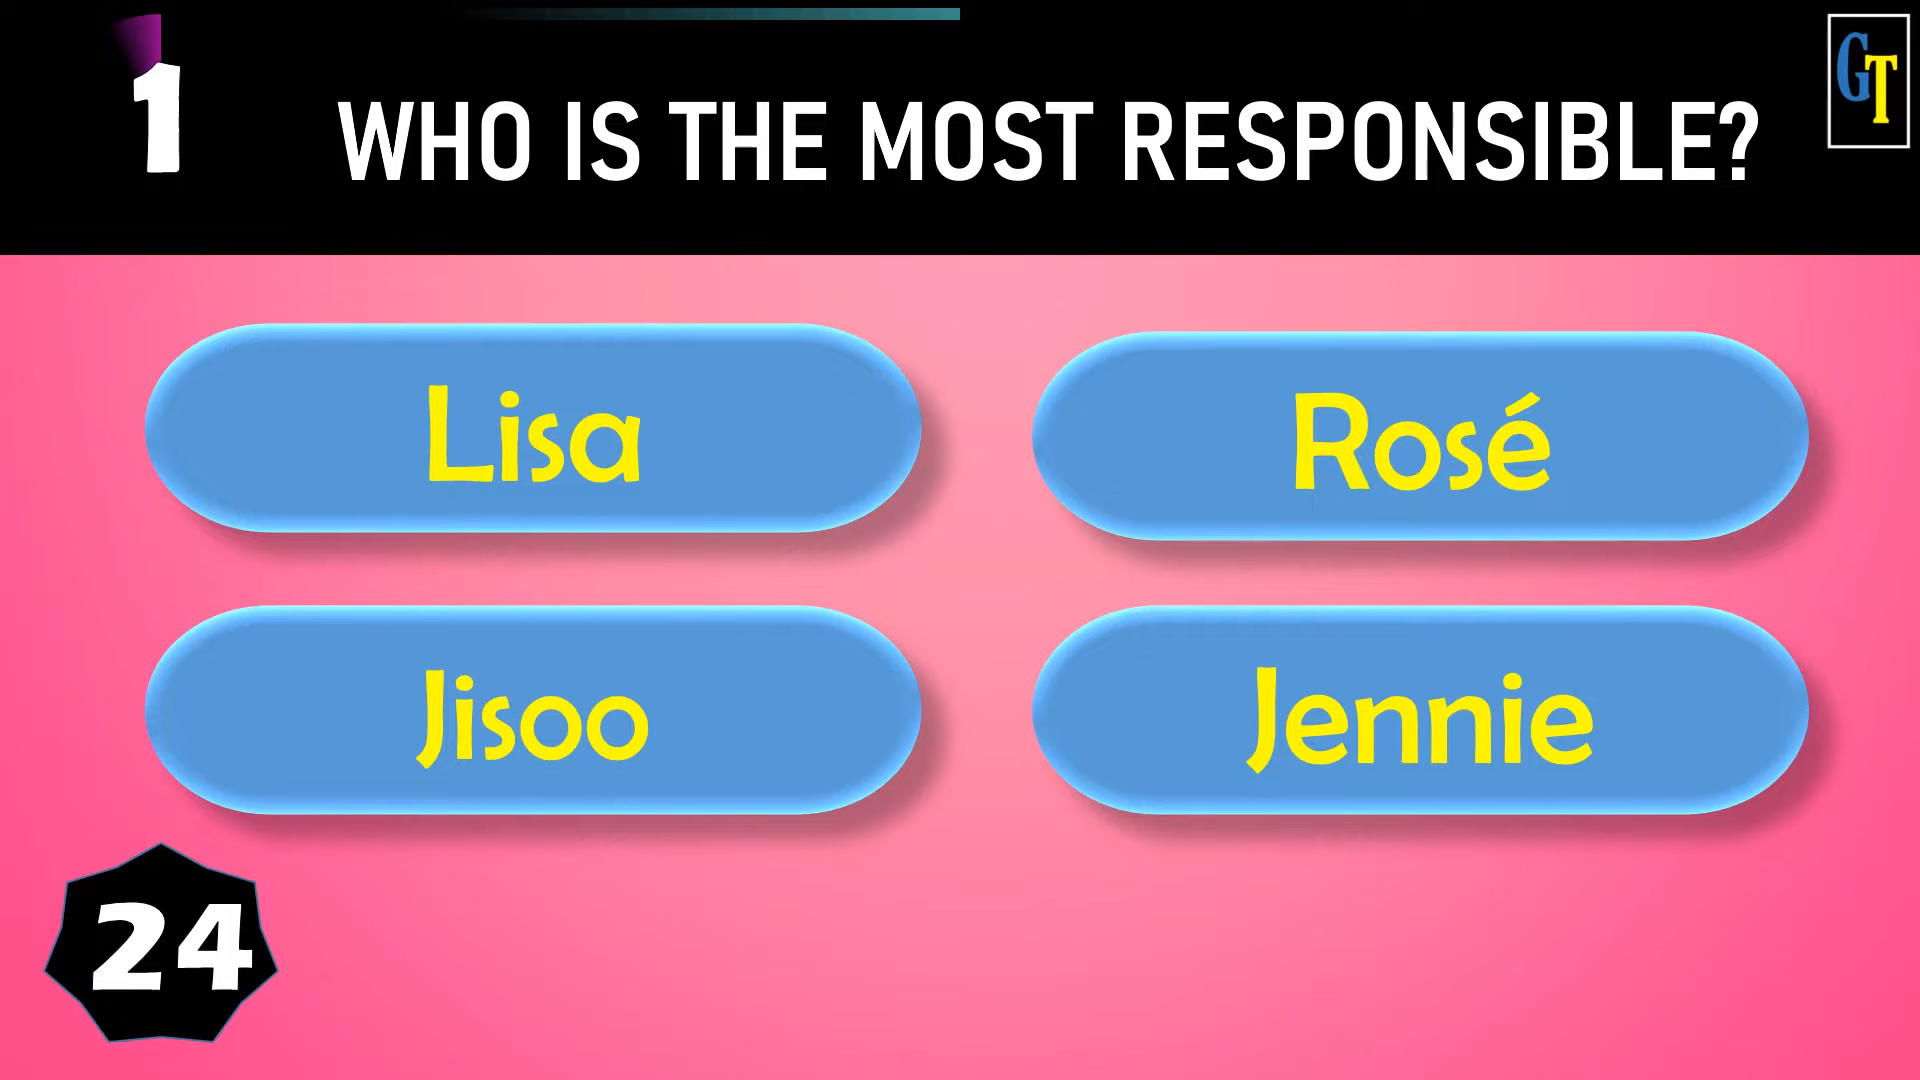 1
WHO IS THE MOST RESPONSIBLE?
GT
Lisa
Rosé
Jisoo
Jennie
24